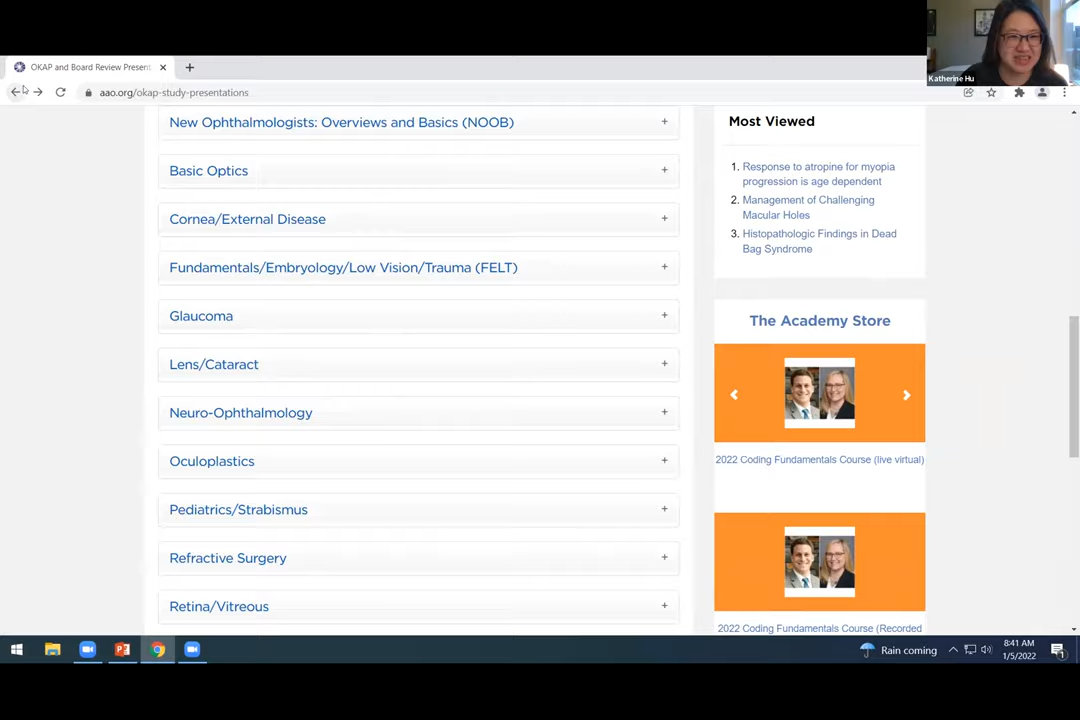 Katherine Hu
OKAP and Board Review Present
aao.org/okap-study-presentations
New Ophthalmologists: Overviews and Basics (NOOB)
Basic Optics
Cornea/External Disease
Fundamentals/Embryology/Low Vision/Trauma (FELT)
Glaucoma
Lens/Cataract
Neuro-Ophthalmology
Oculoplastics
Pediatrics/Strabismus
Refractive Surgery
Retina/Vitreous
Most Viewed
1. Response to atropine for myopia
progression is age dependent
2. Management of Challenging
Macular Holes
3. Histopathologic Findings in Dead
Bag Syndrome
The Academy Store
2022 Coding Fundamentals Course (live virtual)
2022 Coding Fundamentals Course (Recorded
Rain coming
8:41 AM
1/5/2022
1